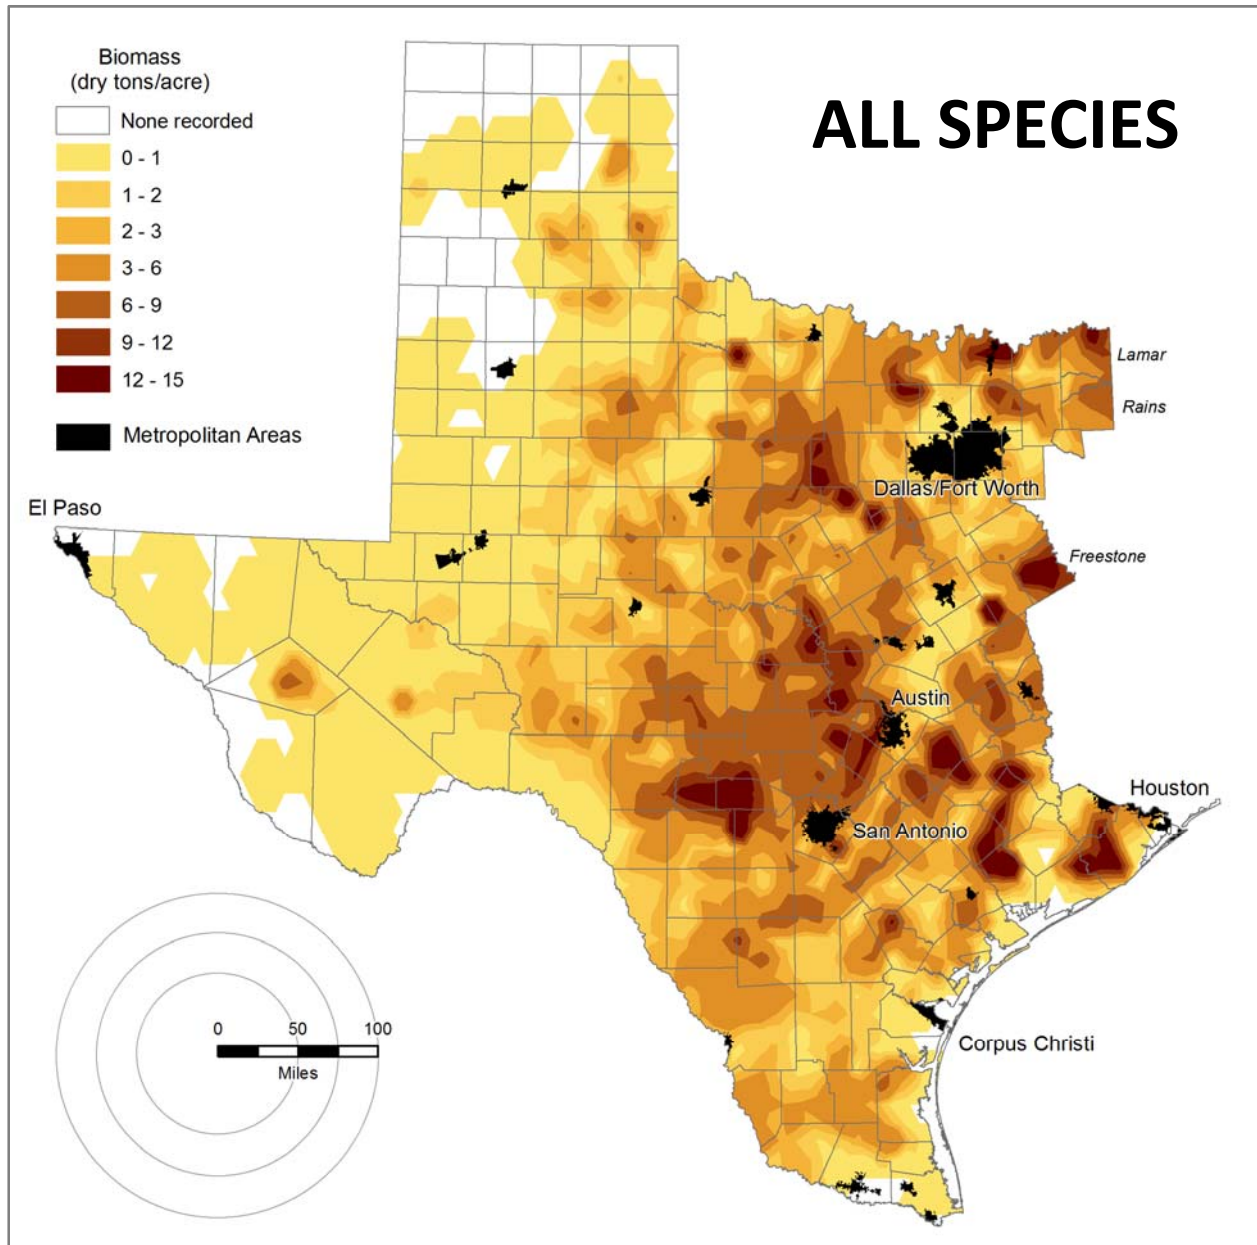 Biomass
(dry tons/acre)
None recorded
0 - 1
1 - 2
2 - 3
3 - 6
6 - 9
9 - 12
12 - 15
Metropolitan Areas
ALL SPECIES
Lamar
Rains
Dallas/Fort Worth
El Paso
Freestone
Austin
Houston
San Antonio
Corpus Christi
0 50 100
Miles